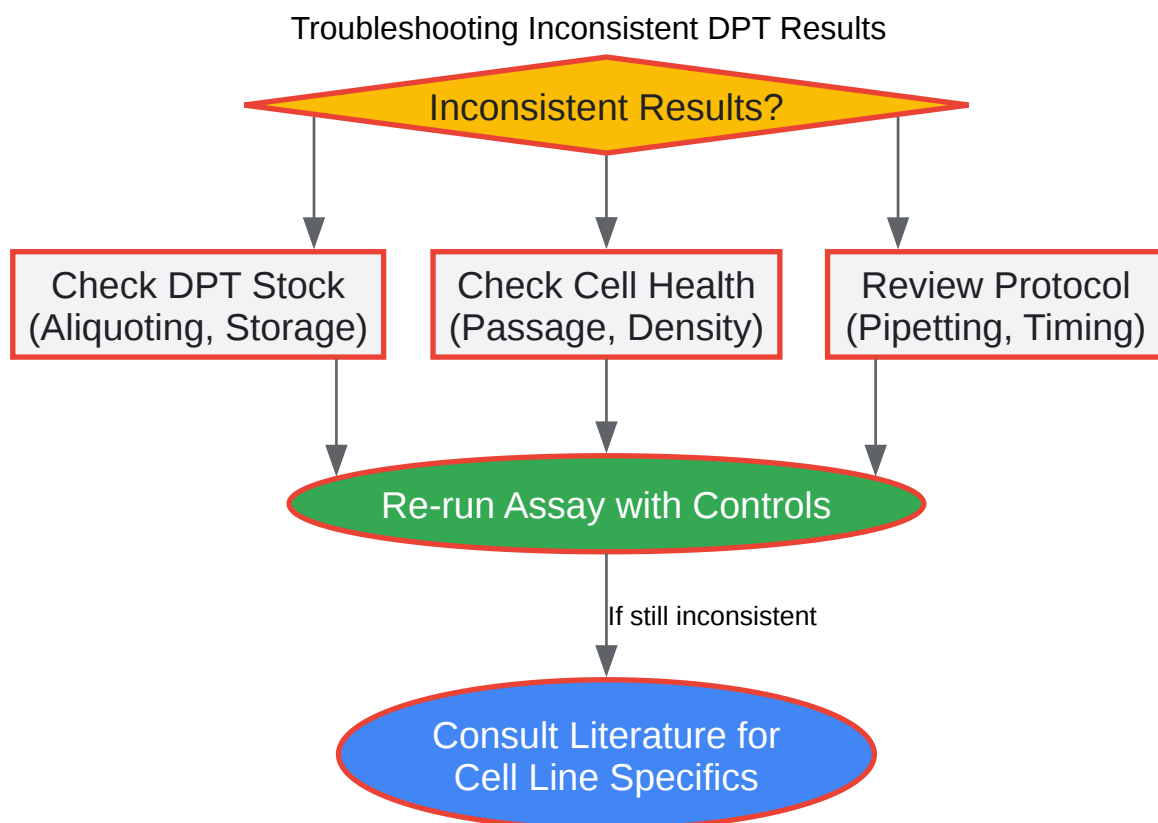 Troubleshooting Inconsistent DPT Results
Inconsistent Results?
Check DPT Stock
(Aliquoting, Storage)
Check Cell Health
(Passage, Density)
Review Protocol
(Pipetting, Timing)
Re-run Assay with Controls
If still inconsistent
Consult Literature for
Cell Line Specifics